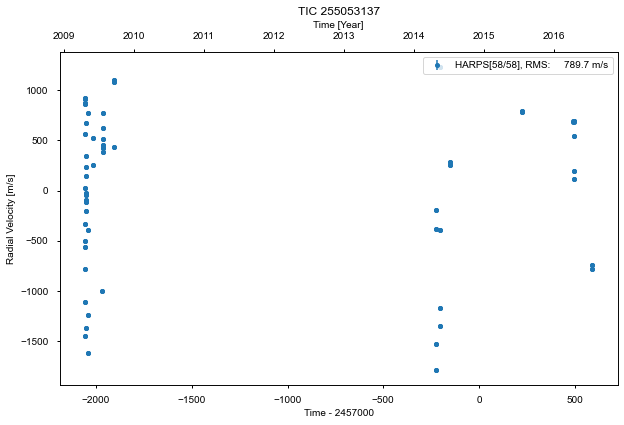 TIC 255053137
Time [Year]
2009 2010 2011 2012 2013 2014 2015 2016
HARPS[58/58], RMS: 789.7 m/s
Radial Velocity [m/s]
1000
500
0
−500
−1000
−1500
−2000 −1500 −1000 −500 0 500
Time - 2457000